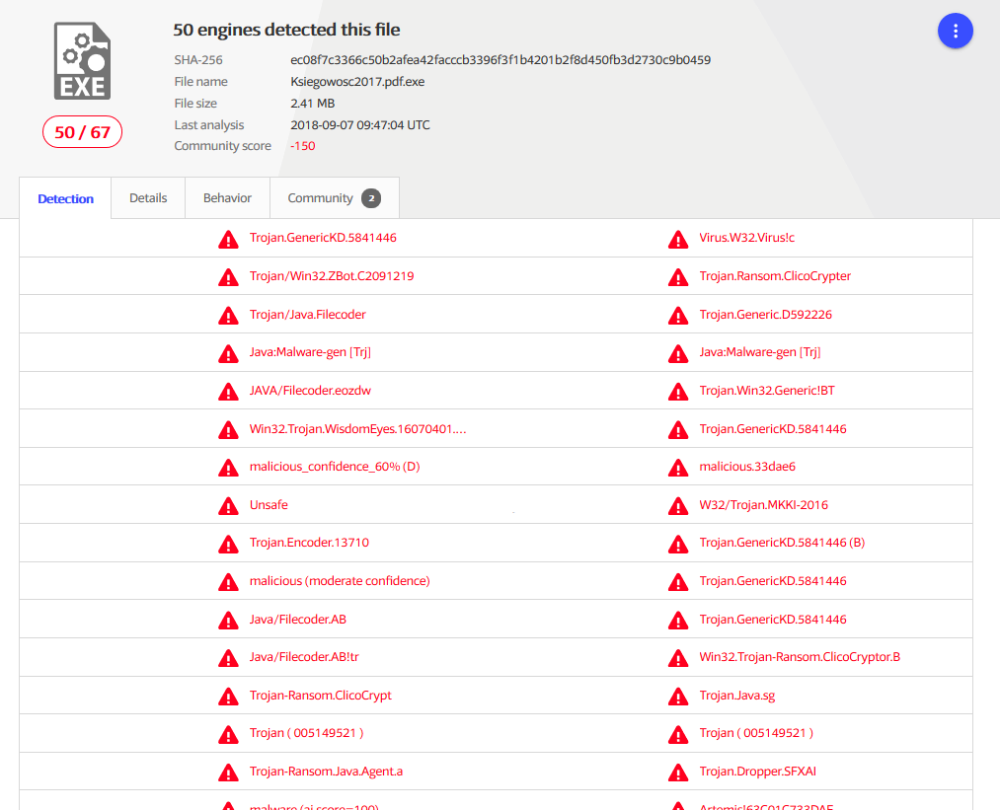 50 engines detected this file
SHA-256 ec08f7c3366c50b2afea42facccb3396f3f1b4201b2f8d450fb3d2730c9b0459
File name Ksiegowosc2017.pdf.exe
File size 2.41 MB
Last analysis 2018-09-07 09:47:04 UTC
Community score -150
EXE
50 / 67
Detection Details Behavior Community 2
Trojan.GenericKD.5841446 Virus.W32.Virus!c
Trojan/Win32.ZBot.C2091219 Trojan.Ransom.ClicoCrypter
Trojan/Java.Filecoder Trojan.Generic.D592226
Java:Malware-gen [Trj] Java:Malware-gen [Trj]
JAVA/Filecoder.eozdw Trojan.Win32.Generic!BT
Win32.Trojan.WisdomEyes.16070401.... Trojan.GenericKD.5841446
malicious_confidence_60% (D) malicious.33dae6
Unsafe W32/Trojan.MKKI-2016
Trojan.Encoder.13710 Trojan.GenericKD.5841446 (B)
malicious (moderate confidence) Trojan.GenericKD.5841446
Java/Filecoder.AB Trojan.GenericKD.5841446
Java/Filecoder.AB!tr Win32.Trojan-Ransom.ClicoCryptor.B
Trojan-Ransom.ClicoCrypt Trojan.Java.sg
Trojan ( 005149521 ) Trojan ( 005149521 )
Trojan-Ransom.Java.Agent.a Trojan.Dropper.SFXAI
malware (ai score=100) Artemis!63C01C733DAE